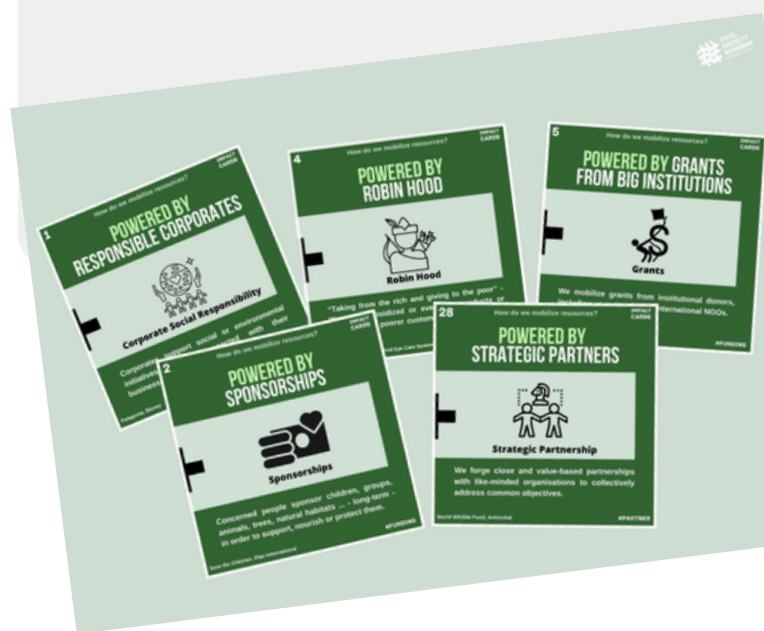 CIVIL
SOCIETY
ACADEMY
1
How do we mobilize resources?
IMPACT
CARDS
POWERED BY
RESPONSIBLE CORPORATES
Corporate Social Responsibility
Corporates support social or environmental
initiatives with their
business
Patagonia, Disney
4
How do we mobilize resources?
IMPACT
CARDS
POWERED BY
ROBIN HOOD
Robin Hood
"Taking from the rich and giving to the poor" -
poorer
Eye Care
5
How do we mobilize resources?
IMPACT
CARDS
POWERED BY GRANTS
FROM BIG INSTITUTIONS
Grants
We mobilize grants from institutional donors,
NGOs.
#FUNDING
2
How do we mobilize resources?
IMPACT
CARDS
POWERED BY
SPONSORSHIPS
Sponsorships
Concerned people sponsor children, groups,
animals, trees, natural habitats ... - long-term -
in order to support, nourish or protect them.
#FUNDING
Save the Children, Plan International
28
How do we mobilize resources?
IMPACT
CARDS
POWERED BY
STRATEGIC PARTNERS
Strategic Partnership
We forge close and value-based partnerships
with like-minded organisations to collectively
address common objectives.
World Wildlife Fund, ActionAid
#PARTNER